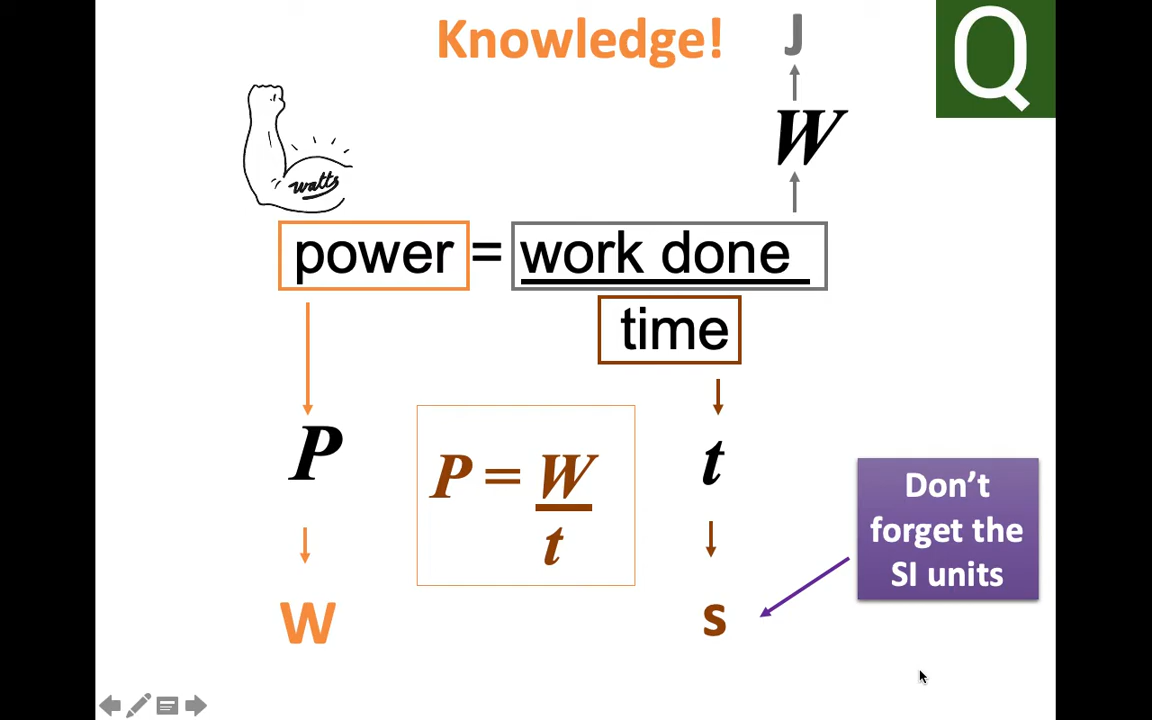 Knowledge!
J
Q
W
watts
power = work done
time
P
t
P = W
t
Don't
forget the
SI units
W
s